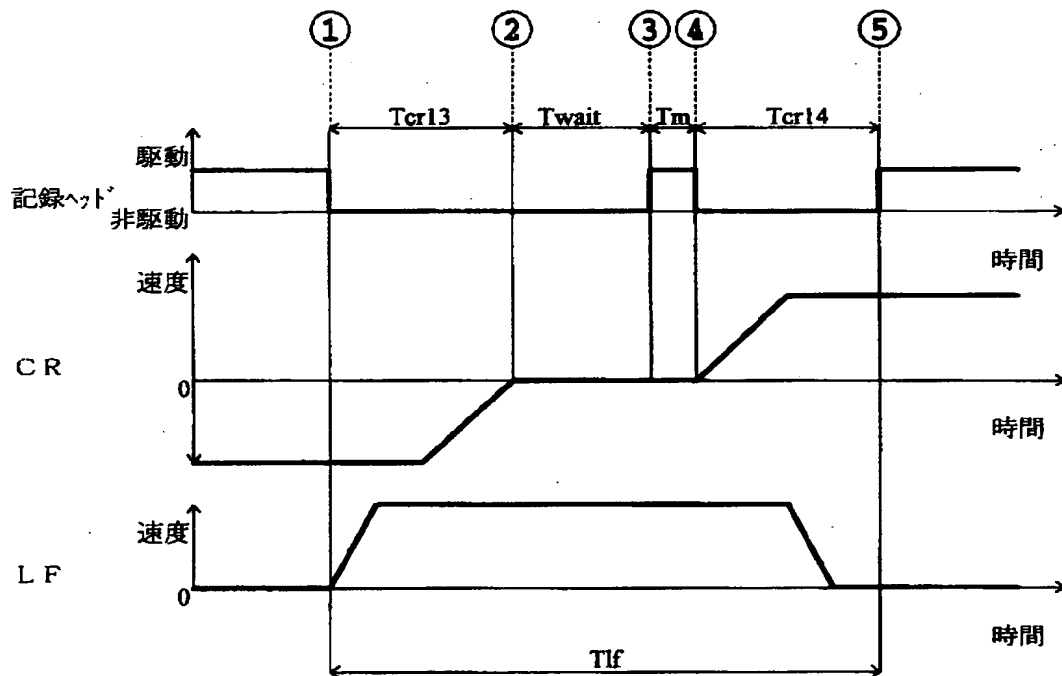 ① ② ③ ④ ⑤
Tcr13 Twait Tm Tcr14
駆動
記録ヘッド
非駆動
時間
速度
CR
0
時間
速度
LF
0
時間
Tlf